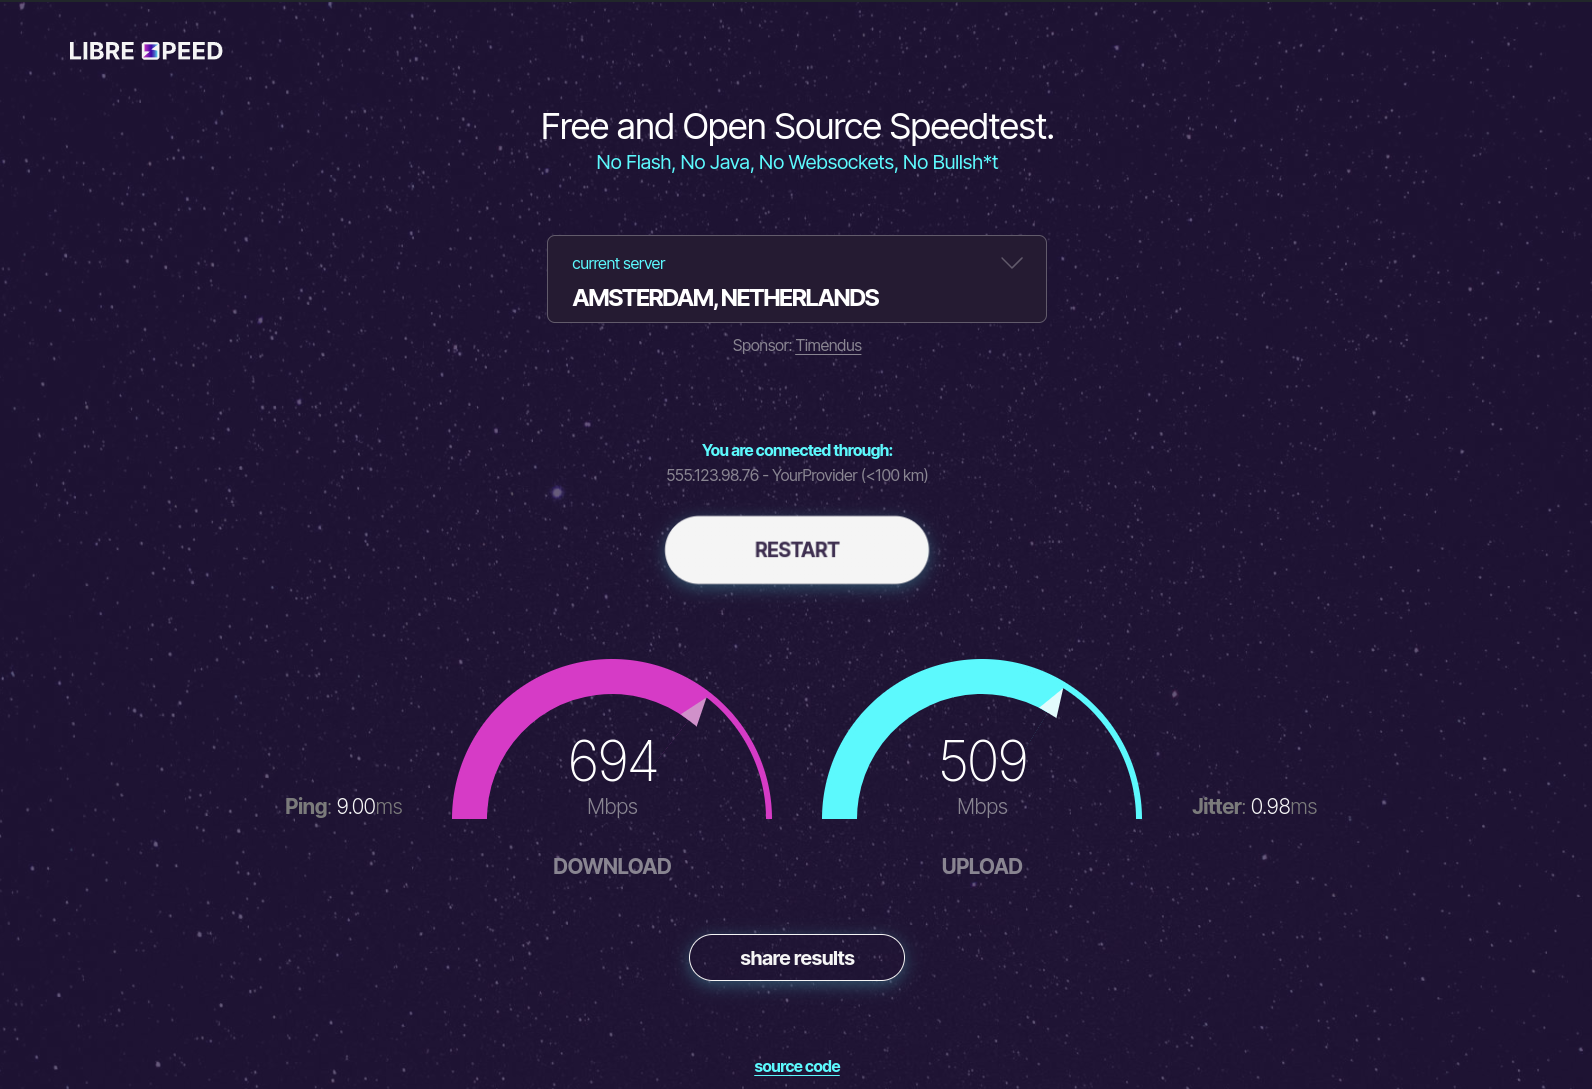 LIBRE SPEED
Free and Open Source Speedtest.
No Flash, No Java, No Websockets, No Bullsh*t
current server
AMSTERDAM, NETHERLANDS
Sponsor: Timendus
You are connected through:
555.123.98.76 - YourProvider (<100 km)
RESTART
694
Mbps
DOWNLOAD
509
Mbps
UPLOAD
Ping: 9.00ms
Jitter: 0.98ms
share results
source code